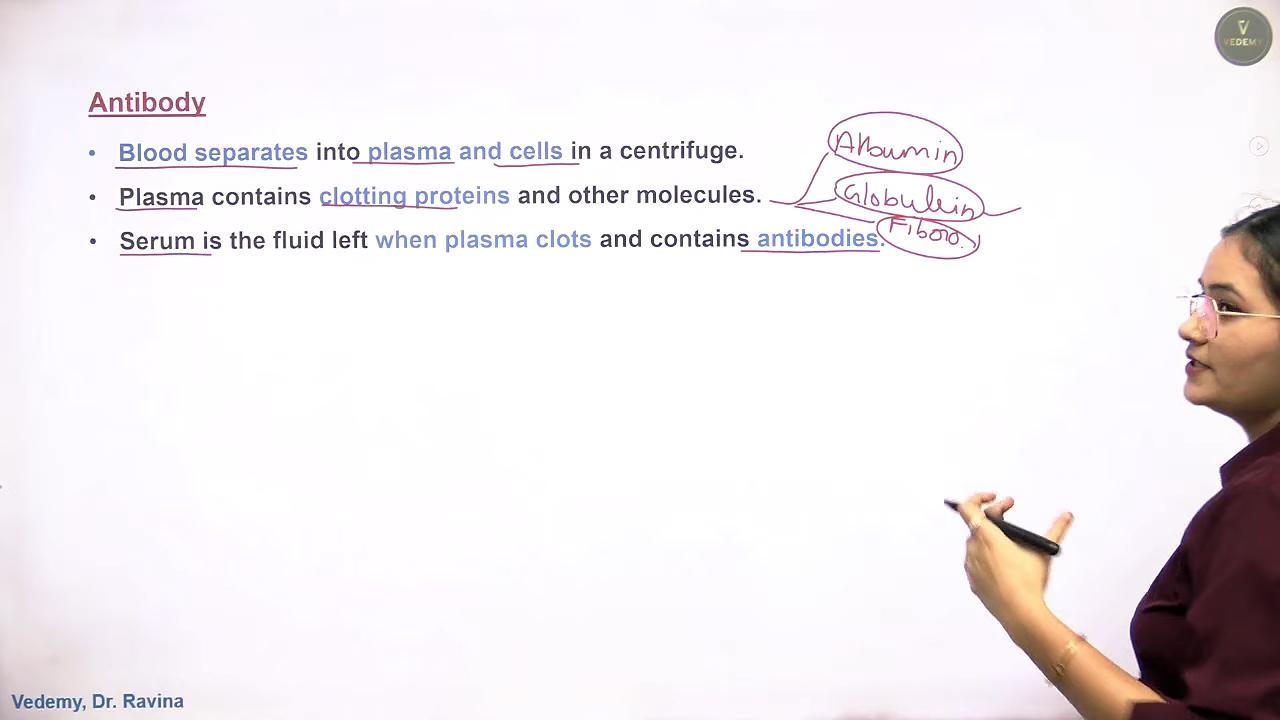 VEDEMY
Antibody
• Blood separates into plasma and cells in a centrifuge.
Albumin
• Plasma contains clotting proteins and other molecules.
Globulin
• Serum is the fluid left when plasma clots and contains antibodies.
Vedemy, Dr. Ravina